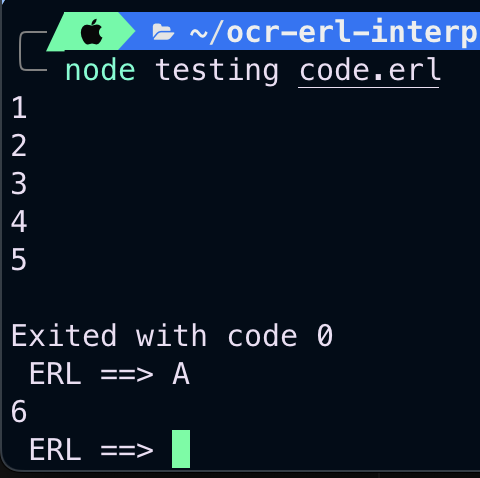 ~/ocr-erl-interp
node testing code.erl
1
2
3
4
5
Exited with code 0
ERL ==> A
6
ERL ==>